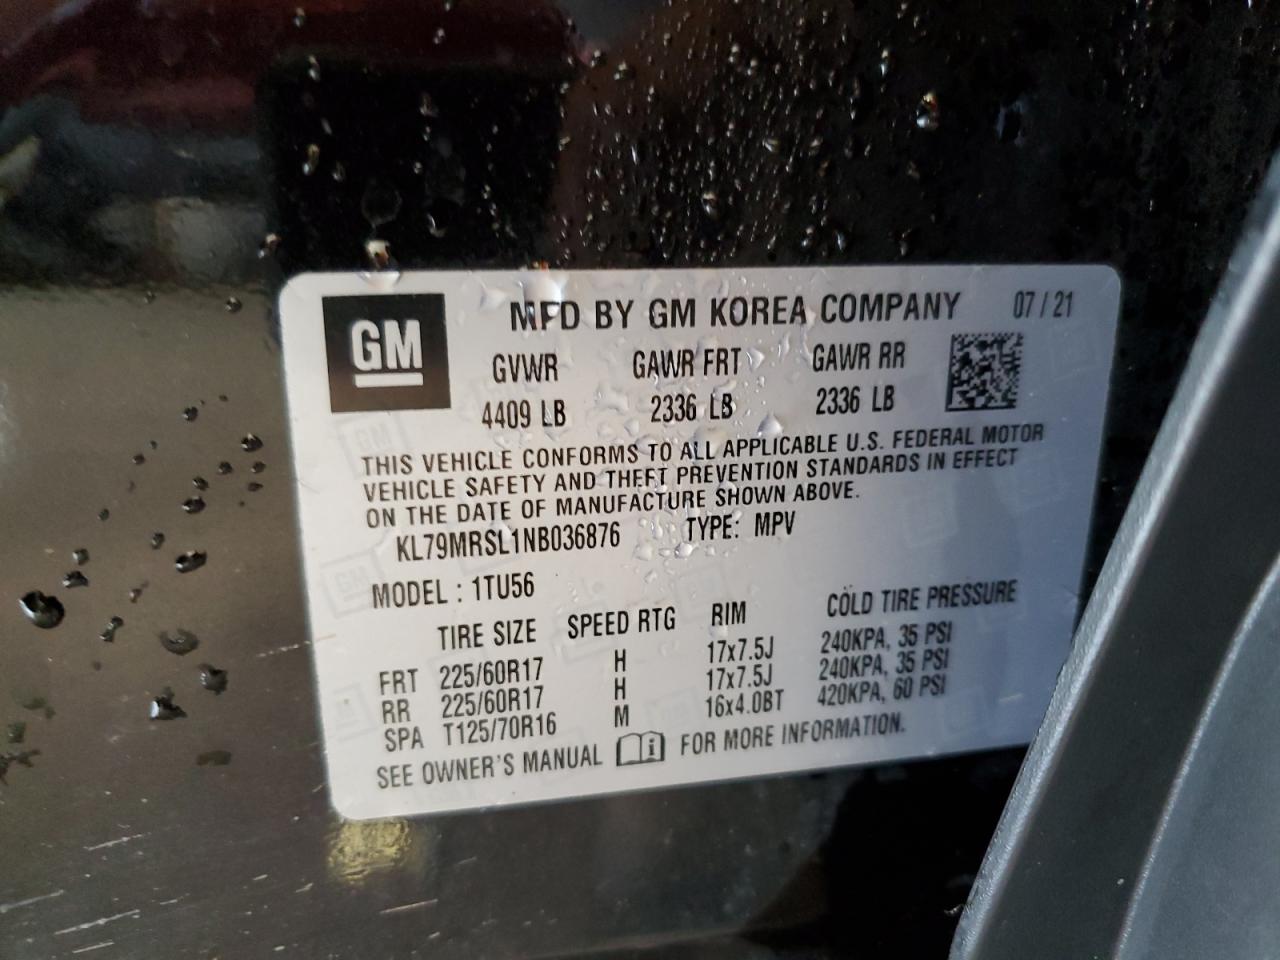 GM
MFD BY GM KOREA COMPANY 07 / 21
GVWR GAWR FRT GAWR RR
4409 LB 2336 LB 2336 LB
THIS VEHICLE CONFORMS TO ALL APPLICABLE U.S. FEDERAL MOTOR
VEHICLE SAFETY AND THEFT PREVENTION STANDARDS IN EFFECT
ON THE DATE OF MANUFACTURE SHOWN ABOVE.
KL79MRSL1NB036876 TYPE: MPV
MODEL : 1TU56
TIRE SIZE SPEED RTG RIM COLD TIRE PRESSURE
FRT 225/60R17 H 17x7.5J 240KPA, 35 PSI
RR 225/60R17 H 17x7.5J 240KPA, 35 PSI
SPA T125/70R16 M 16x4.0BT 420KPA, 60 PSI
SEE OWNER'S MANUAL FOR MORE INFORMATION.